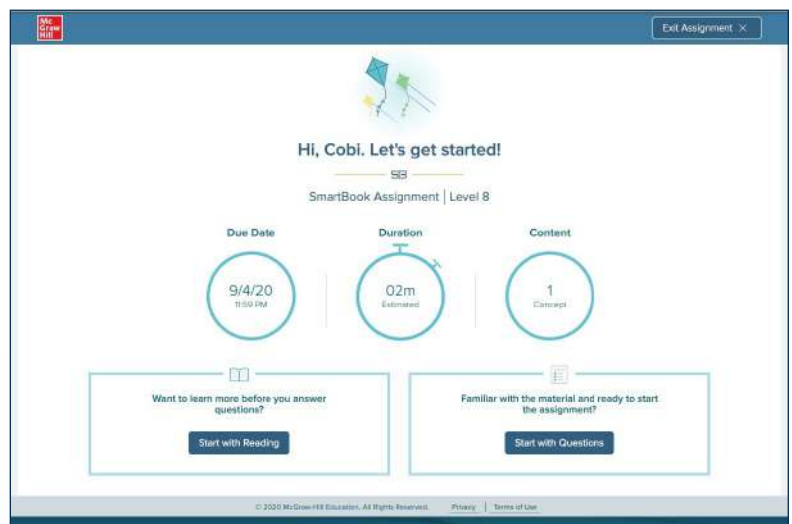 Mc
Graw
Hill
Exit Assignment ×
Hi, Cobi. Let's get started!
SB
SmartBook Assignment | Level 8
Due Date
Duration
Content
9/4/20
11:59 PM
02m
Estimated
1
Concept
Want to learn more before you answer
questions?
Start with Reading
Familiar with the material and ready to start
the assignment?
Start with Questions
© 2020 McGraw-Hill Education. All Rights Reserved. Privacy | Terms of Use